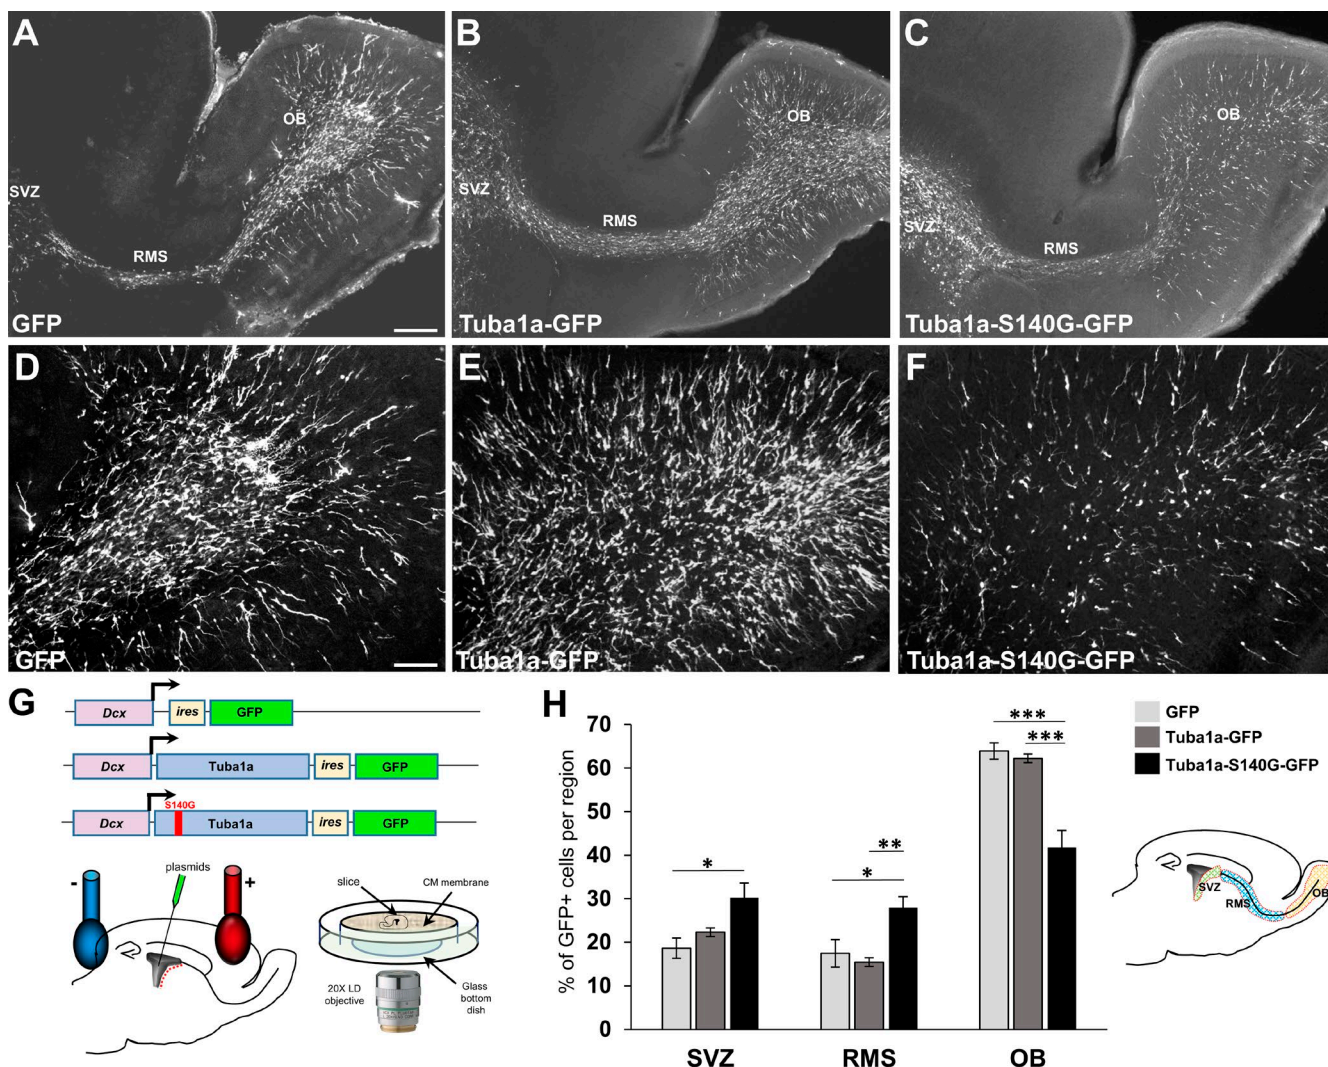 A
OB
SVZ
RMS
GFP
B
OB
SVZ
RMS
Tuba1a-GFP
C
OB
SVZ
RMS
Tuba1a-S140G-GFP
D
GFP
E
Tuba1a-GFP
F
Tuba1a-S140G-GFP
G
Dcx ires GFP
Dcx Tuba1a ires GFP
S140G
Dcx Tuba1a ires GFP
plasmids
- +
slice
CM membrane
20X LD
objective
Glass
bottom
dish
H
% of GFP+ cells per region
70
60
50
40
30
20
10
0
*
** 
*
***
***
SVZ RMS OB
GFP
Tuba1a-GFP
Tuba1a-S140G-GFP
SVZ
RMS
OB